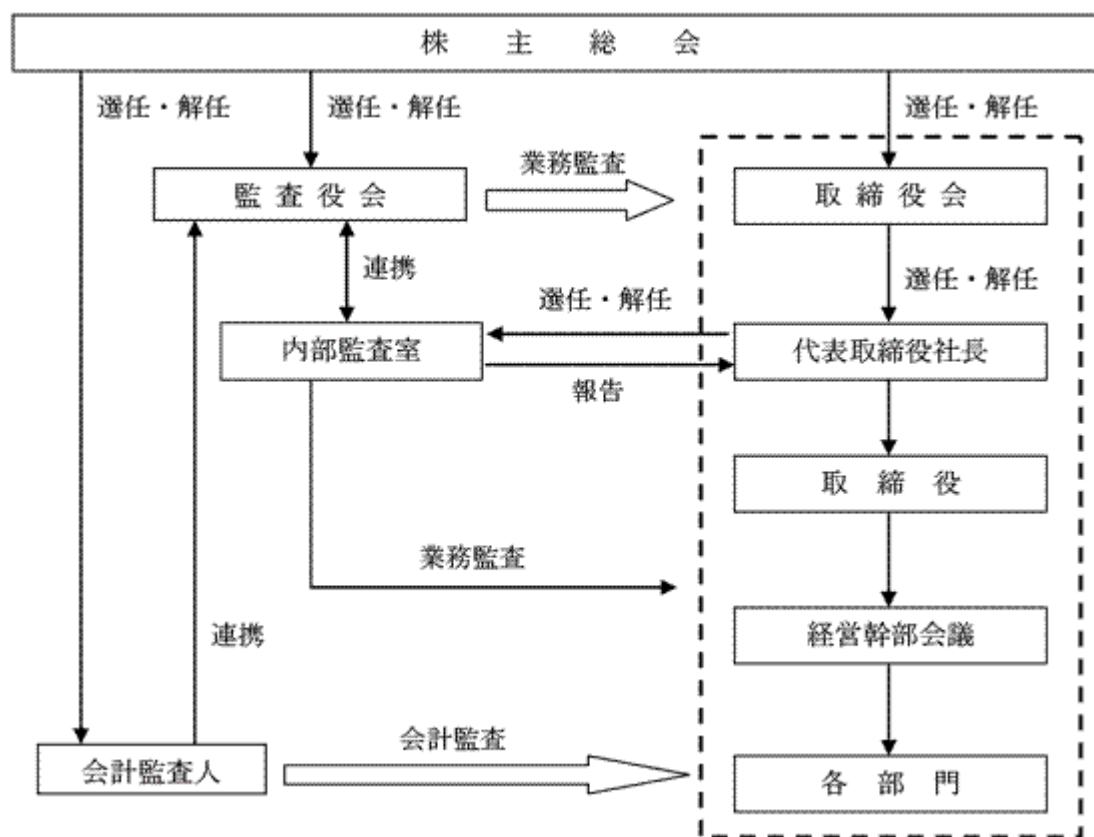 株主総会
選任・解任
選任・解任
選任・解任
業務監査
監査役会
取締役会
連携
選任・解任
選任・解任
内部監査室
代表取締役社長
報告
取締役
業務監査
連携
経営幹部会議
会計監査
会計監査人
各部門